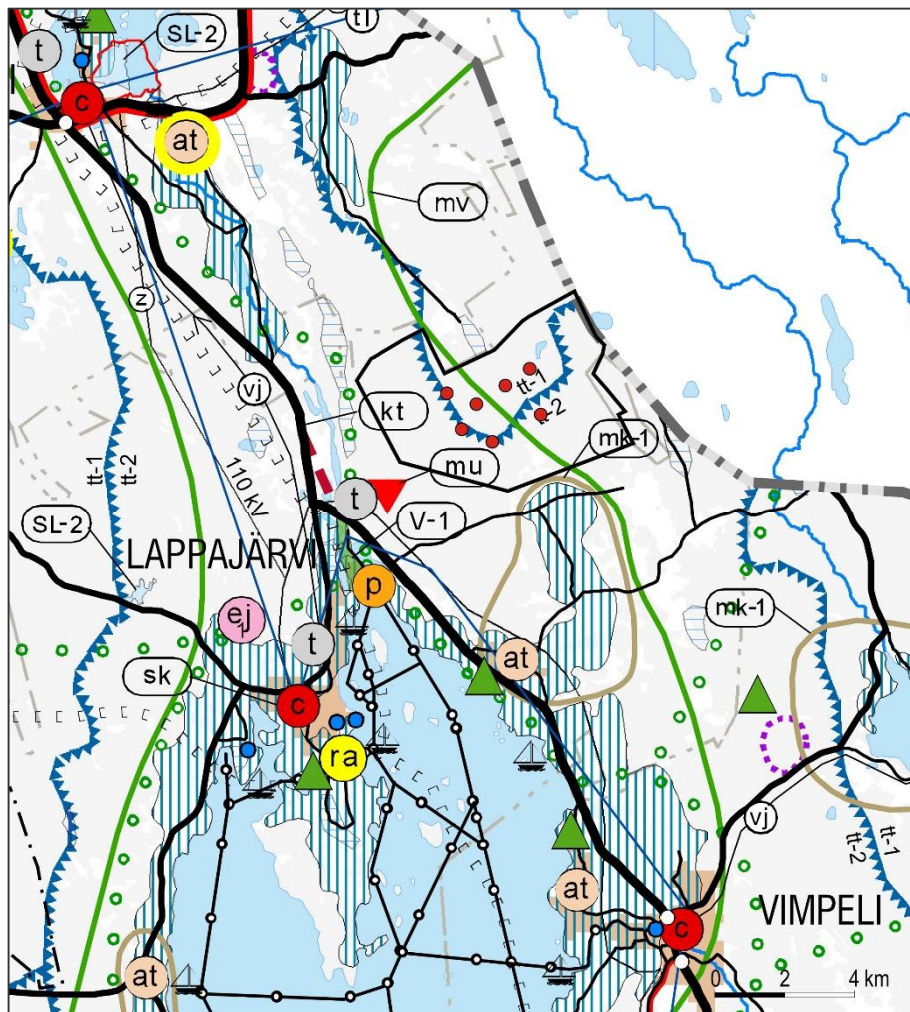 t
SL-2
tl
c
at
mv
z
vj
kt
tt-1
tt-2
mk-1
mu
tt-1
tt-2
110 kV
t
V-1
SL-2
LAPPAJÄRVI
p
ej
mk-1
t
at
sk
c
ra
vj
tt-1
tt-2
at
VIMPELI
c
at
0 2 4 km